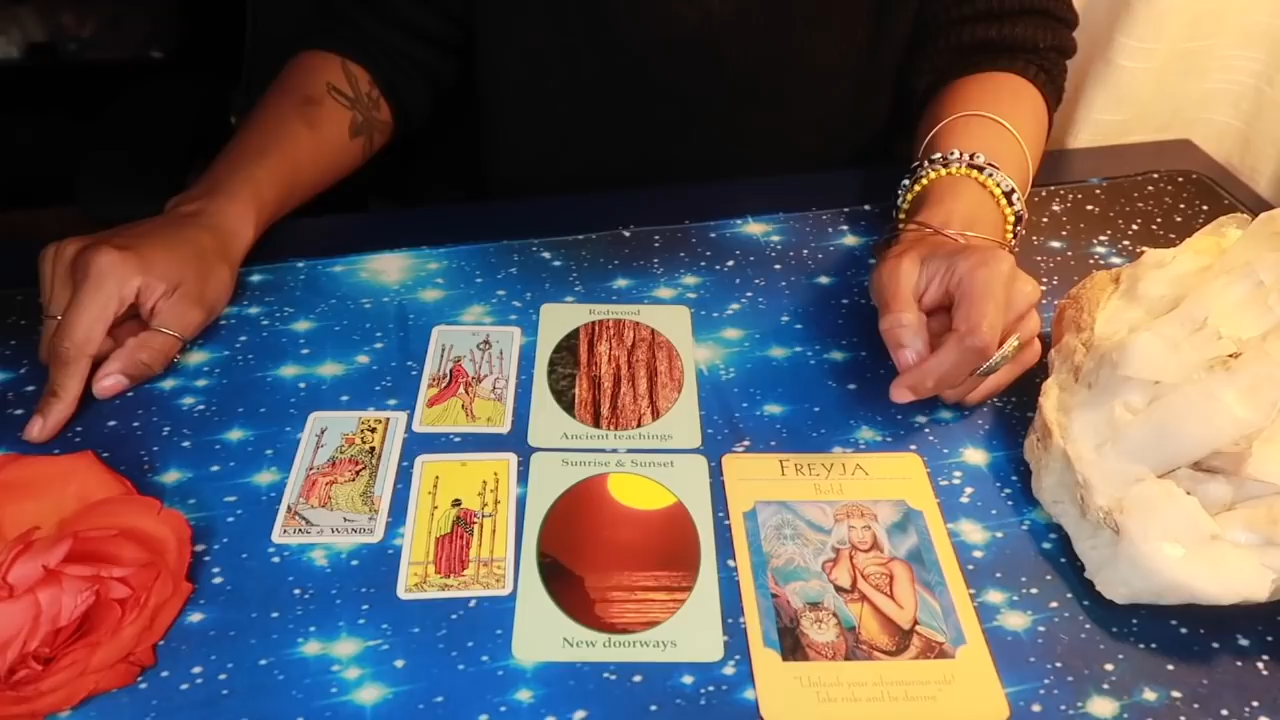 Redwood
Ancient teachings
KING of WANDS
Sunrise & Sunset
New doorways
FREYJA
Bold
"Unleash your adventurous side!
Take risks and be daring."